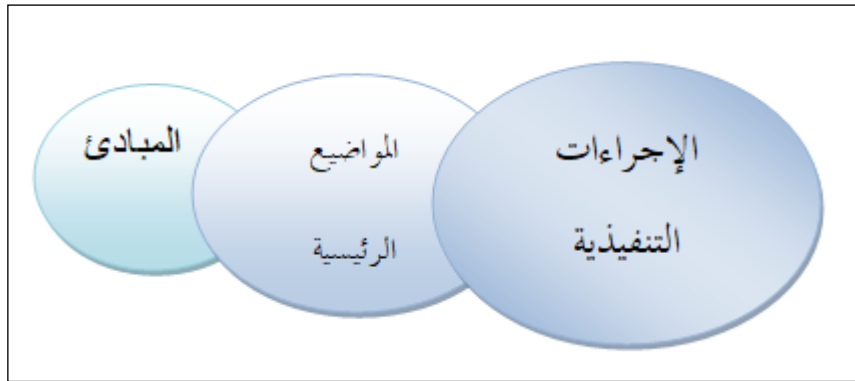 الإجراءات
التنفيذية
المواضيع
الرئيسية
المبادئ